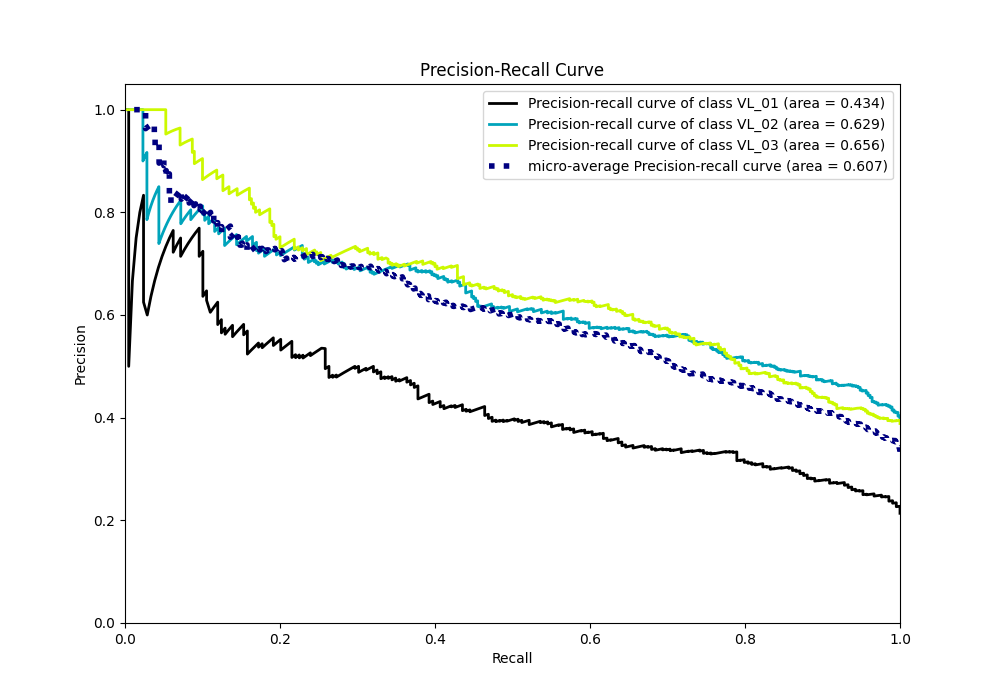 Precision-Recall Curve
Precision-recall curve of class VL_01 (area = 0.434)
Precision-recall curve of class VL_02 (area = 0.629)
Precision-recall curve of class VL_03 (area = 0.656)
micro-average Precision-recall curve (area = 0.607)
1.0
0.8
0.6
0.4
0.2
0.0
Precision
0.0 0.2 0.4 0.6 0.8 1.0
Recall